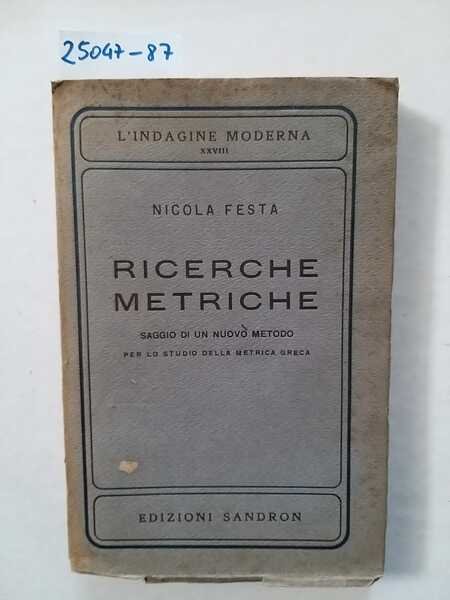 25047-87
L'INDAGINE MODERNA
XXVIII
NICOLA FESTA
RICERCHE
METRICHE
SAGGIO DI UN NUOVO METODO
PER LO STUDIO DELLA METRICA GRECA
EDIZIONI SANDRON